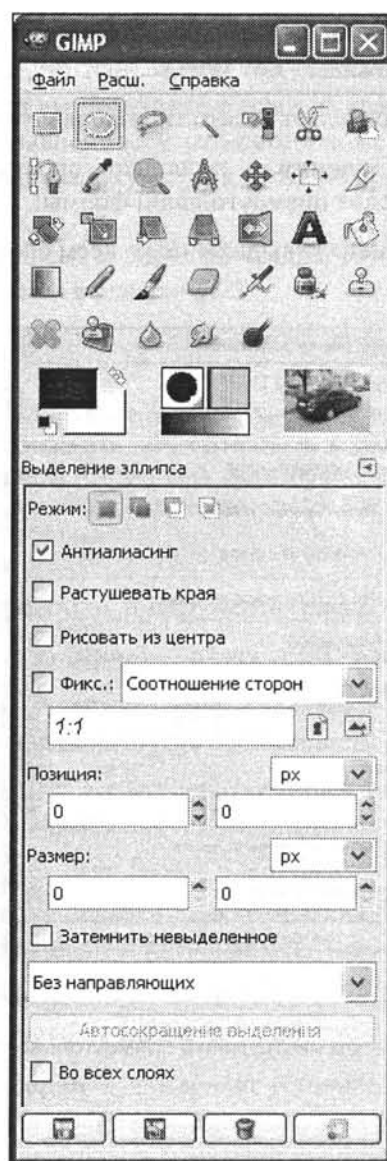 GIMP
Файл Расш. Справка
Выделение эллипса
Режим:
Антиалиасинг
Растушевать края
Рисовать из центра
Фикс.: Соотношение сторон
1:1
Позиция: px
0 0
Размер: px
0 0
Затемнить невыделенное
Без направляющих
Автосокращение выделения
Во всех слоях